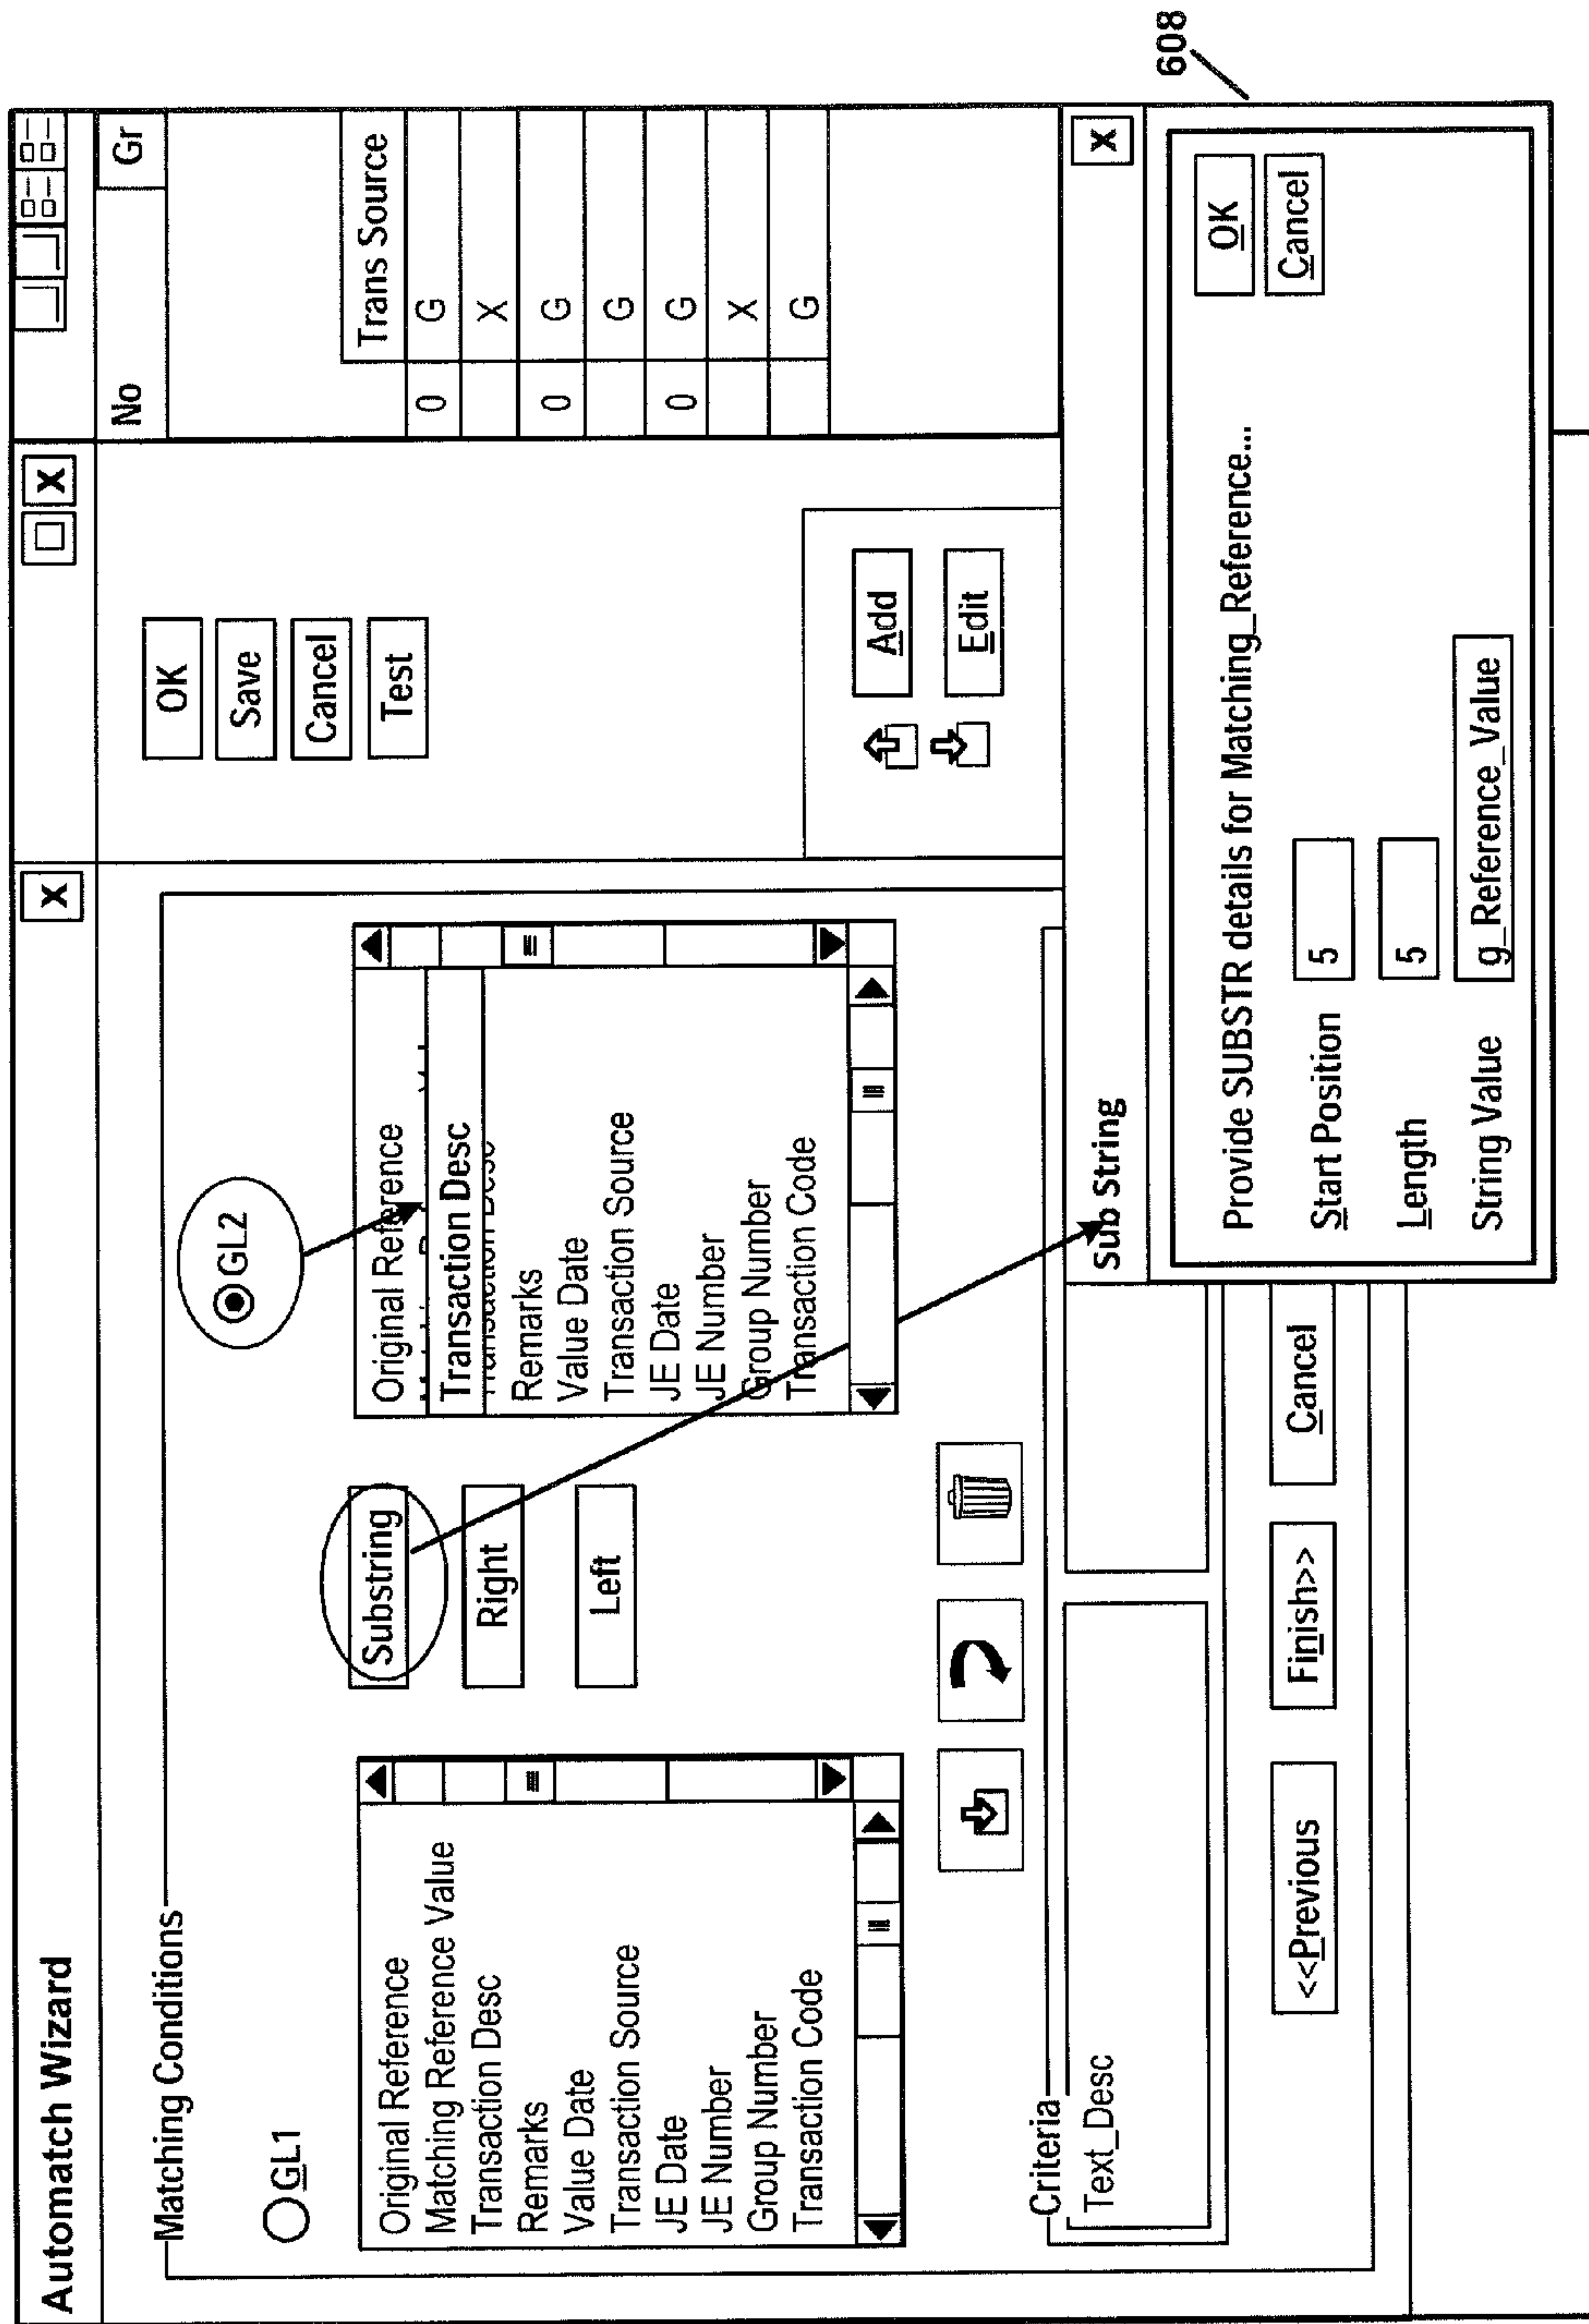 Automatch Wizard
X
X
No
Gr
Matching Conditions
GL1
GL2
OK
Save
Cancel
Test
Original Reference
Matching Reference Value
Transaction Desc
Remarks
Value Date
Transaction Source
JE Date
JE Number
Group Number
Transaction Code
Substring
Right
Left
Original Reference
Transaction Desc
Transaction Desc
Remarks
Value Date
Transaction Source
JE Date
JE Number
Group Number
Transaction Code
Trans Source
0 G
X
0 G
G
0 G
X
G
Add
Edit
Criteria
Text_Desc
<<Previous
Finish>>
Cancel
Sub String
X
608
Provide SUBSTR details for Matching_Reference...
OK
Cancel
Start Position 5
Length 5
String Value g_Reference_Value